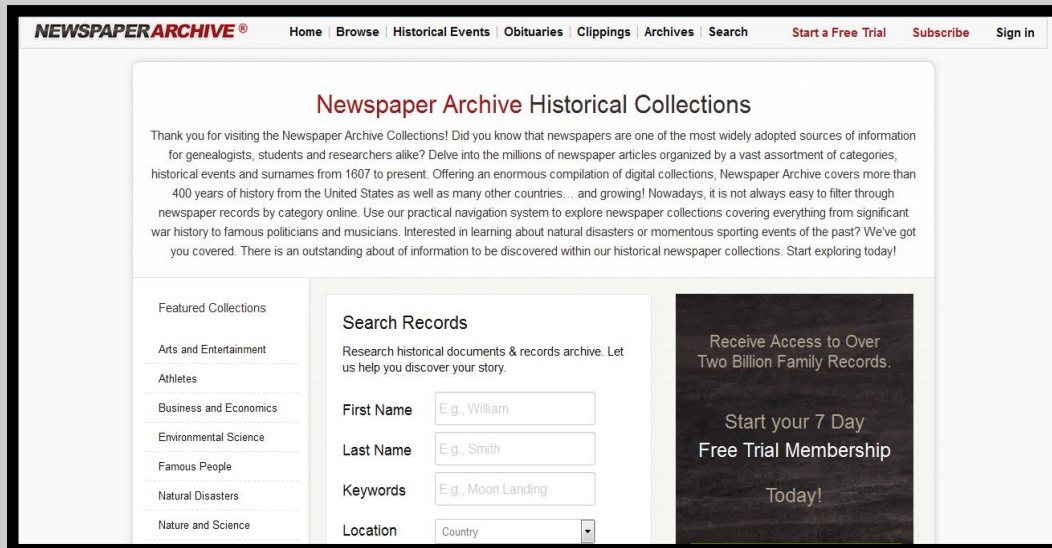 NEWSPAPERARCHIVE® Home | Browse | Historical Events | Obituaries | Clippings | Archives | Search Start a Free Trial Subscribe Sign in
Newspaper Archive Historical Collections
Thank you for visiting the Newspaper Archive Collections! Did you know that newspapers are one of the most widely adopted sources of information
for genealogists, students and researchers alike? Delve into the millions of newspaper articles organized by a vast assortment of categories,
historical events and surnames from 1607 to present. Offering an enormous compilation of digital collections, Newspaper Archive covers more than
400 years of history from the United States as well as many other countries… and growing! Nowadays, it is not always easy to filter through
newspaper records by category online. Use our practical navigation system to explore newspaper collections covering everything from significant
war history to famous politicians and musicians. Interested in learning about natural disasters or momentous sporting events of the past? We've got
you covered. There is an outstanding about of information to be discovered within our historical newspaper collections. Start exploring today!
Featured Collections
Arts and Entertainment
Athletes
Business and Economics
Environmental Science
Famous People
Natural Disasters
Nature and Science
Search Records
Research historical documents & records archive. Let
us help you discover your story.
First Name E.g., William
Last Name E.g., Smith
Keywords E.g., Moon Landing
Location Country
Receive Access to Over
Two Billion Family Records.
Start your 7 Day
Free Trial Membership
Today!